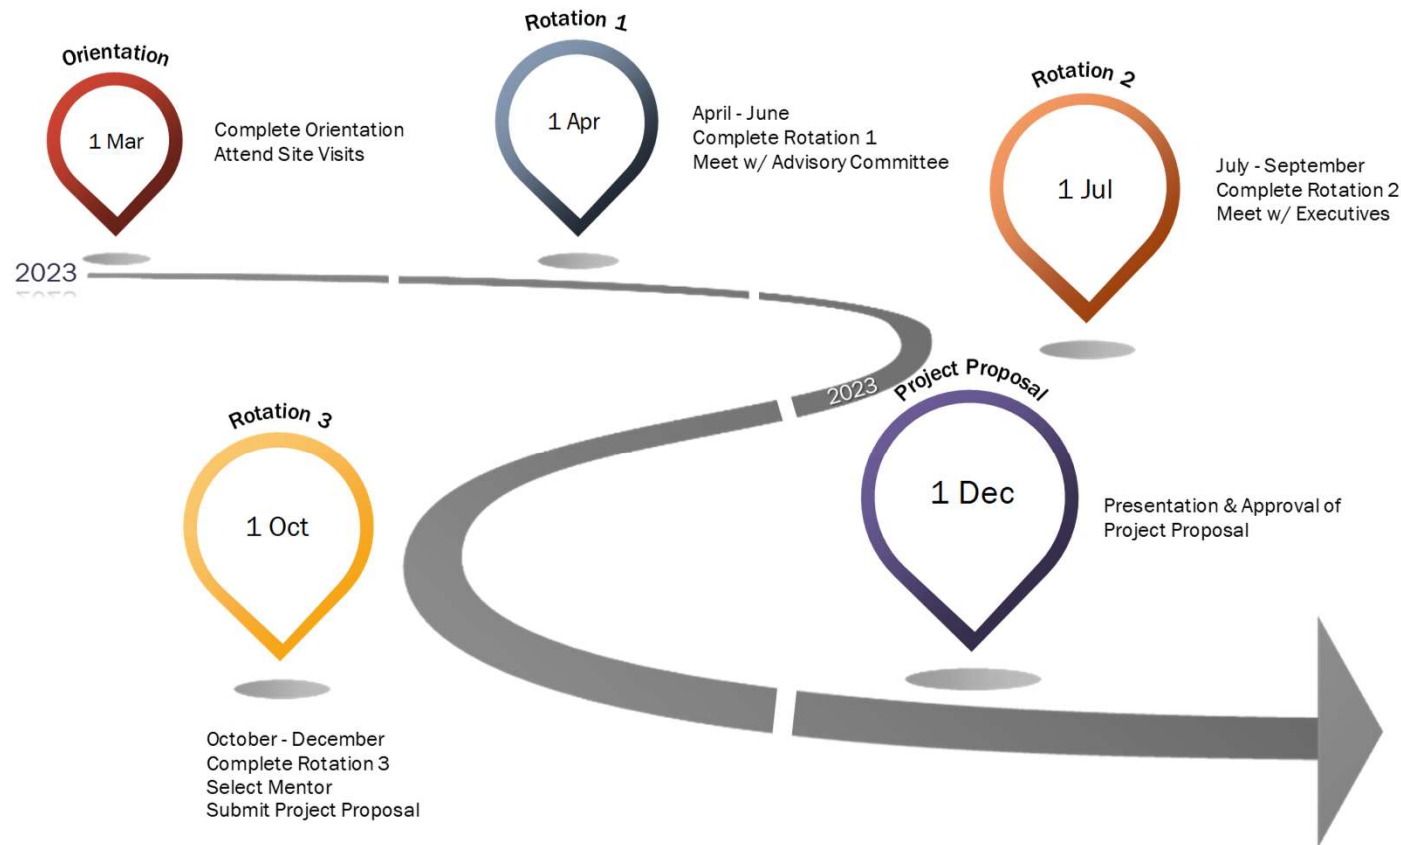 Orientation
1 Mar
Complete Orientation
Attend Site Visits
Rotation 1
1 Apr
April - June
Complete Rotation 1
Meet w/ Advisory Committee
Rotation 2
1 Jul
July - September
Complete Rotation 2
Meet w/ Executives
2023
2023
Rotation 3
1 Oct
October - December
Complete Rotation 3
Select Mentor
Submit Project Proposal
Project Proposal
1 Dec
Presentation & Approval of
Project Proposal